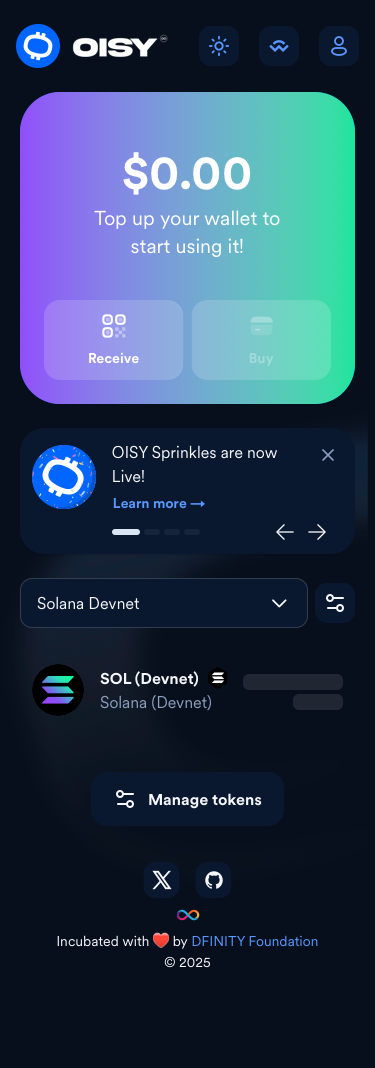 OISY
$0.00
Top up your wallet to
start using it!
Receive
Buy
OISY Sprinkles are now
Live!
Learn more →
Solana Devnet
SOL (Devnet)
Solana (Devnet)
Manage tokens
Incubated with ❤️ by DFINITY Foundation
© 2025